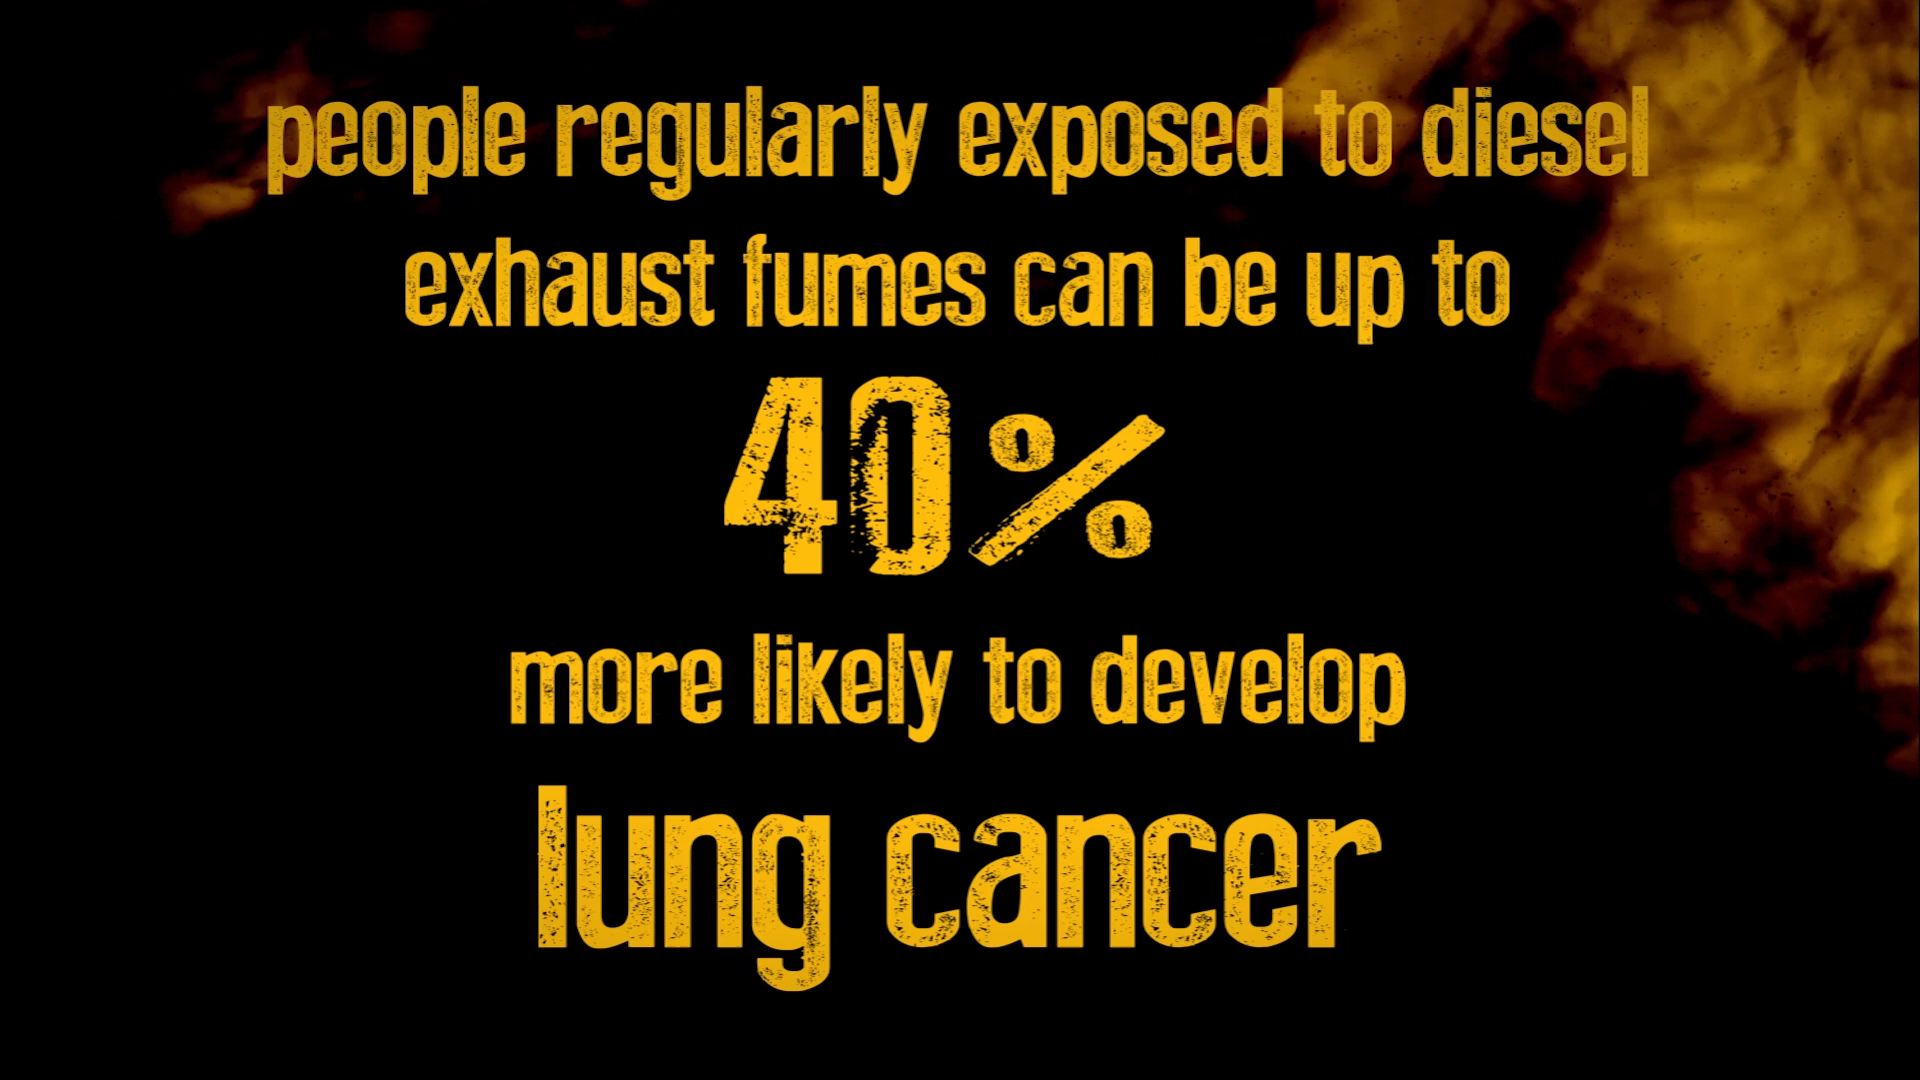 people regularly exposed to diesel
exhaust fumes can be up to
40%
more likely to develop
lung cancer